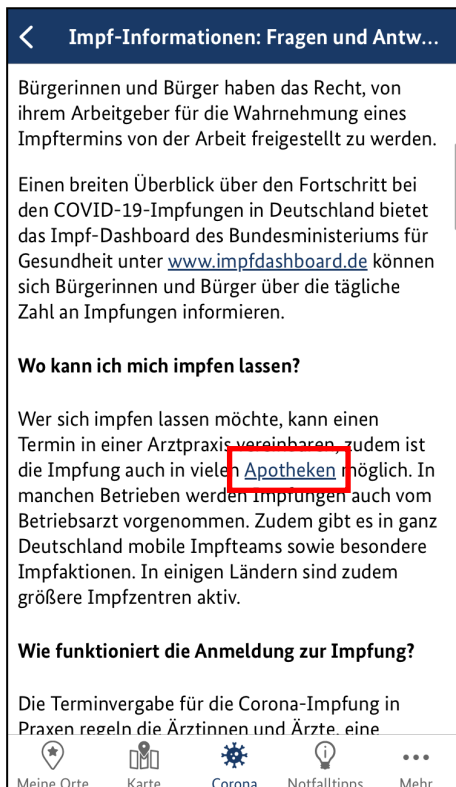 Impf-Informationen: Fragen und Antw...
Bürgerinnen und Bürger haben das Recht, von
ihrem Arbeitgeber für die Wahrnehmung eines
Impftermins von der Arbeit freigestellt zu werden.
Einen breiten Überblick über den Fortschritt bei
den COVID-19-Impfungen in Deutschland bietet
das Impf-Dashboard des Bundesministeriums für
Gesundheit unter www.impfdashboard.de können
sich Bürgerinnen und Bürger über die tägliche
Zahl an Impfungen informieren.
Wo kann ich mich impfen lassen?
Wer sich impfen lassen möchte, kann einen
Termin in einer Arztpraxis vereinbaren, zudem ist
die Impfung auch in vielen Apotheken möglich. In
manchen Betrieben werden Impfungen auch vom
Betriebsarzt vorgenommen. Zudem gibt es in ganz
Deutschland mobile Impfteams sowie besondere
Impfaktionen. In einigen Ländern sind zudem
größere Impfzentren aktiv.
Wie funktioniert die Anmeldung zur Impfung?
Die Terminvergabe für die Corona-Impfung in
Praxen regeln die Ärztinnen und Ärzte, eine
Meine Orte Karte Corona Notfalltipps Mehr